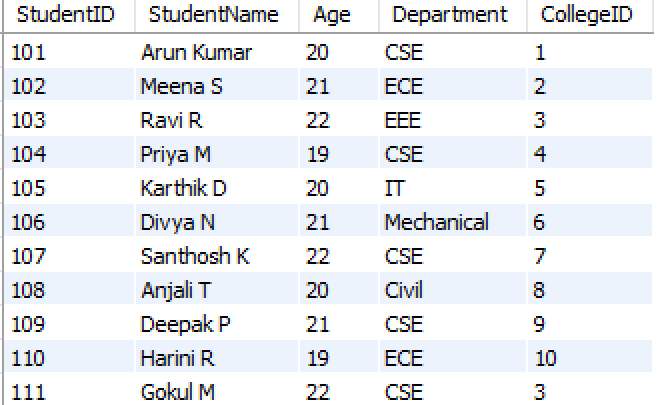 StudentID StudentName Age Department CollegeID
101 Arun Kumar 20 CSE 1
102 Meena S 21 ECE 2
103 Ravi R 22 EEE 3
104 Priya M 19 CSE 4
105 Karthik D 20 IT 5
106 Divya N 21 Mechanical 6
107 Santhosh K 22 CSE 7
108 Anjali T 20 Civil 8
109 Deepak P 21 CSE 9
110 Harini R 19 ECE 10
111 Gokul M 22 CSE 3